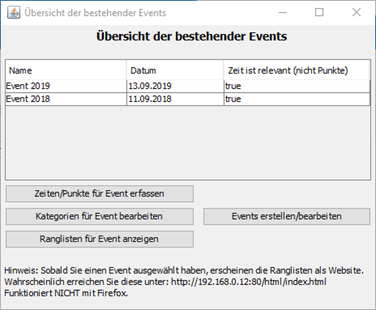 Übersicht der bestehender Events
Übersicht der bestehender Events
Name Datum Zeit ist relevant (nicht Punkte)
Event 2019 13.09.2019 true
Event 2018 11.09.2018 true
Zeiten/Punkte für Event erfassen
Kategorien für Event bearbeiten Events erstellen/bearbeiten
Ranglisten für Event anzeigen
Hinweis: Sobald Sie einen Event ausgewählt haben, erscheinen die Ranglisten als Website.
Wahrscheinlich erreichen Sie diese unter: http://192.168.0.12:80/html/index.html
Funktioniert NICHT mit Firefox.